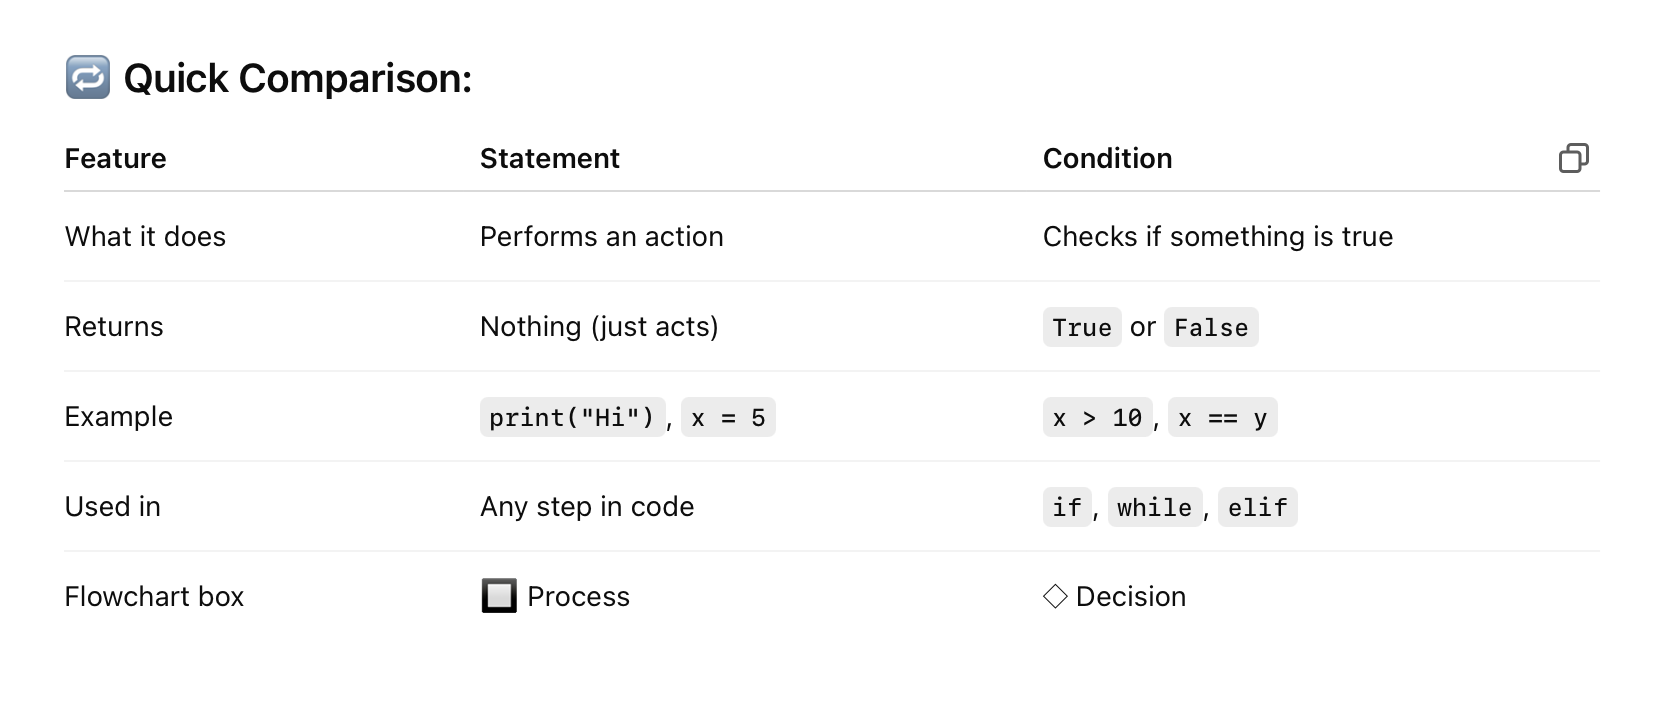 🔁 Quick Comparison:
Feature Statement Condition
What it does Performs an action Checks if something is true
Returns Nothing (just acts) True or False
Example print("Hi"), x = 5 x > 10, x == y
Used in Any step in code if, while, elif
Flowchart box 🔲 Process ◇ Decision